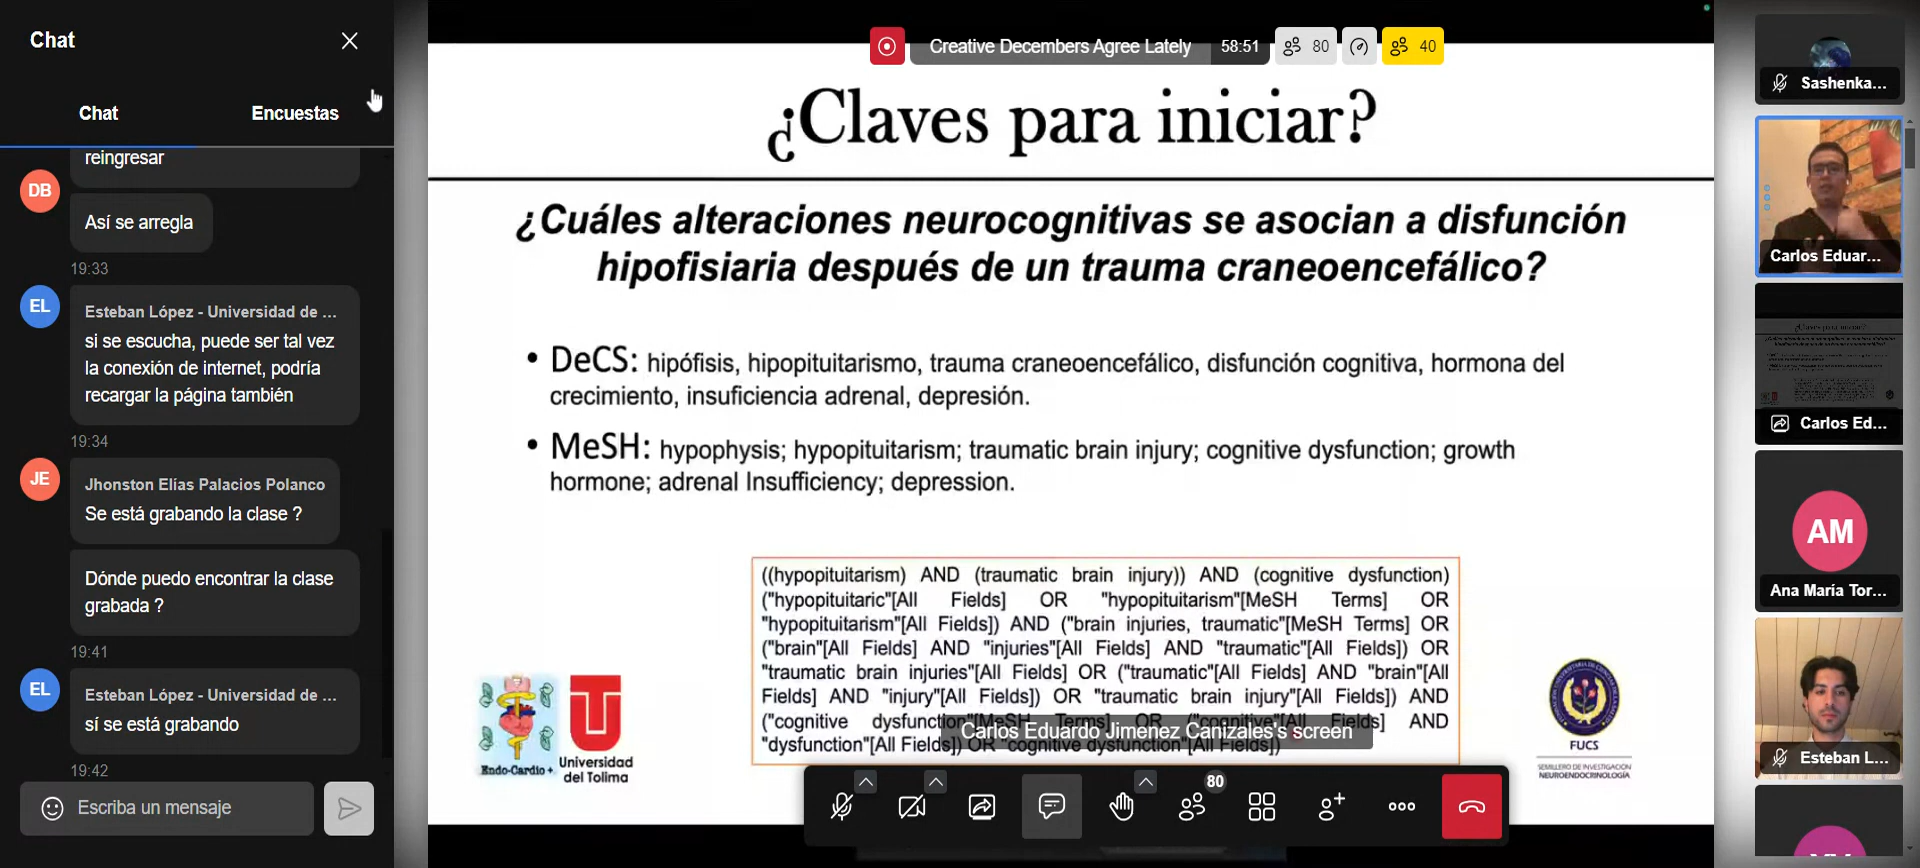 Chat
Chat
Encuestas
reingresar
DB
Así se arregla
19:33
EL
Esteban López - Universidad de ...
si se escucha, puede ser tal vez
la conexión de internet, podría
recargar la página también
19:34
JE
Jhonston Elías Palacios Polanco
Se está grabando la clase ?
Dónde puedo encontrar la clase
grabada ?
19:41
EL
Esteban López - Universidad de ...
sí se está grabando
19:42
Escriba un mensaje
Creative Decembers Agree Lately
58:51
80
40
¿Claves para iniciar?
¿Cuáles alteraciones neurocognitivas se asocian a disfunción
hipofisiaria después de un trauma craneoencefálico?
• DeCS: hipófisis, hipopituitarismo, trauma craneoencefálico, disfunción cognitiva, hormona del
crecimiento, insuficiencia adrenal, depresión.
• MeSH: hypophysis; hypopituitarism; traumatic brain injury; cognitive dysfunction; growth
hormone; adrenal Insufficiency; depression.
((hypopituitarism) AND (traumatic brain injury)) AND (cognitive dysfunction)
("hypopituitaric"[All Fields] OR "hypopituitarism"[MeSH Terms] OR
"hypopituitarism"[All Fields]) AND ("brain injuries, traumatic"[MeSH Terms] OR
("brain"[All Fields] AND "injuries"[All Fields] AND "traumatic"[All Fields]) OR
"traumatic brain injuries"[All Fields] OR ("traumatic"[All Fields] AND "brain"[All
Fields] AND "injury"[All Fields]) OR "traumatic brain injury"[All Fields]) AND
("cognitive dysfunction"[MeSH Terms] OR ("cognitive"[All Fields] AND
"dysfunction"[All Fields]) OR "cognitive dysfunction"[All Fields])
Carlos Eduardo Jimenez Canizales's screen
Endo-Cardio +
Universidad
del Tolima
FUCS
SEMILLERO DE INVESTIGACIÓN
NEUROENDOCRINOLOGÍA
80
Sashenka...
Carlos Eduar...
¿Claves para iniciar?
Carlos Ed...
AM
Ana María Tor...
Esteban L...